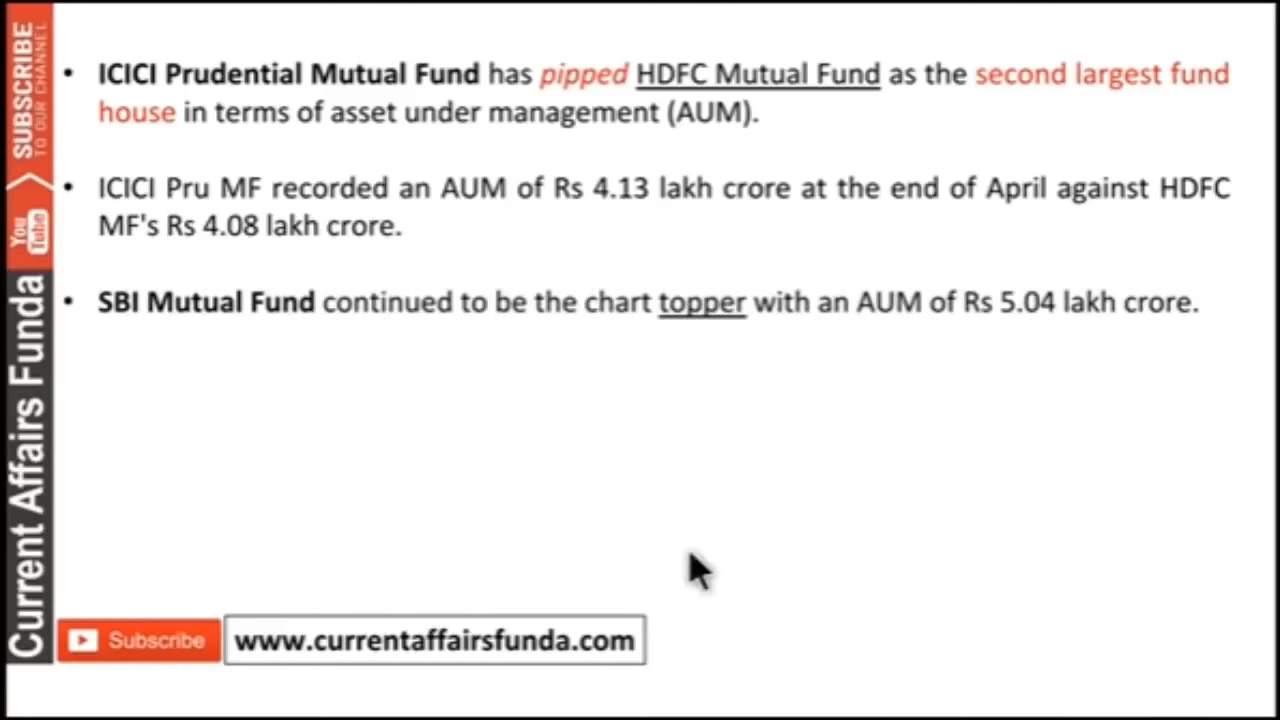 • ICICI Prudential Mutual Fund has pipped HDFC Mutual Fund as the second largest fund
house in terms of asset under management (AUM).
• ICICI Pru MF recorded an AUM of Rs 4.13 lakh crore at the end of April against HDFC
MF's Rs 4.08 lakh crore.
• SBI Mutual Fund continued to be the chart topper with an AUM of Rs 5.04 lakh crore.
SUBSCRIBE
TO OUR CHANNEL
You
Tube
Current Affairs Funda
Subscribe
www.currentaffairsfunda.com